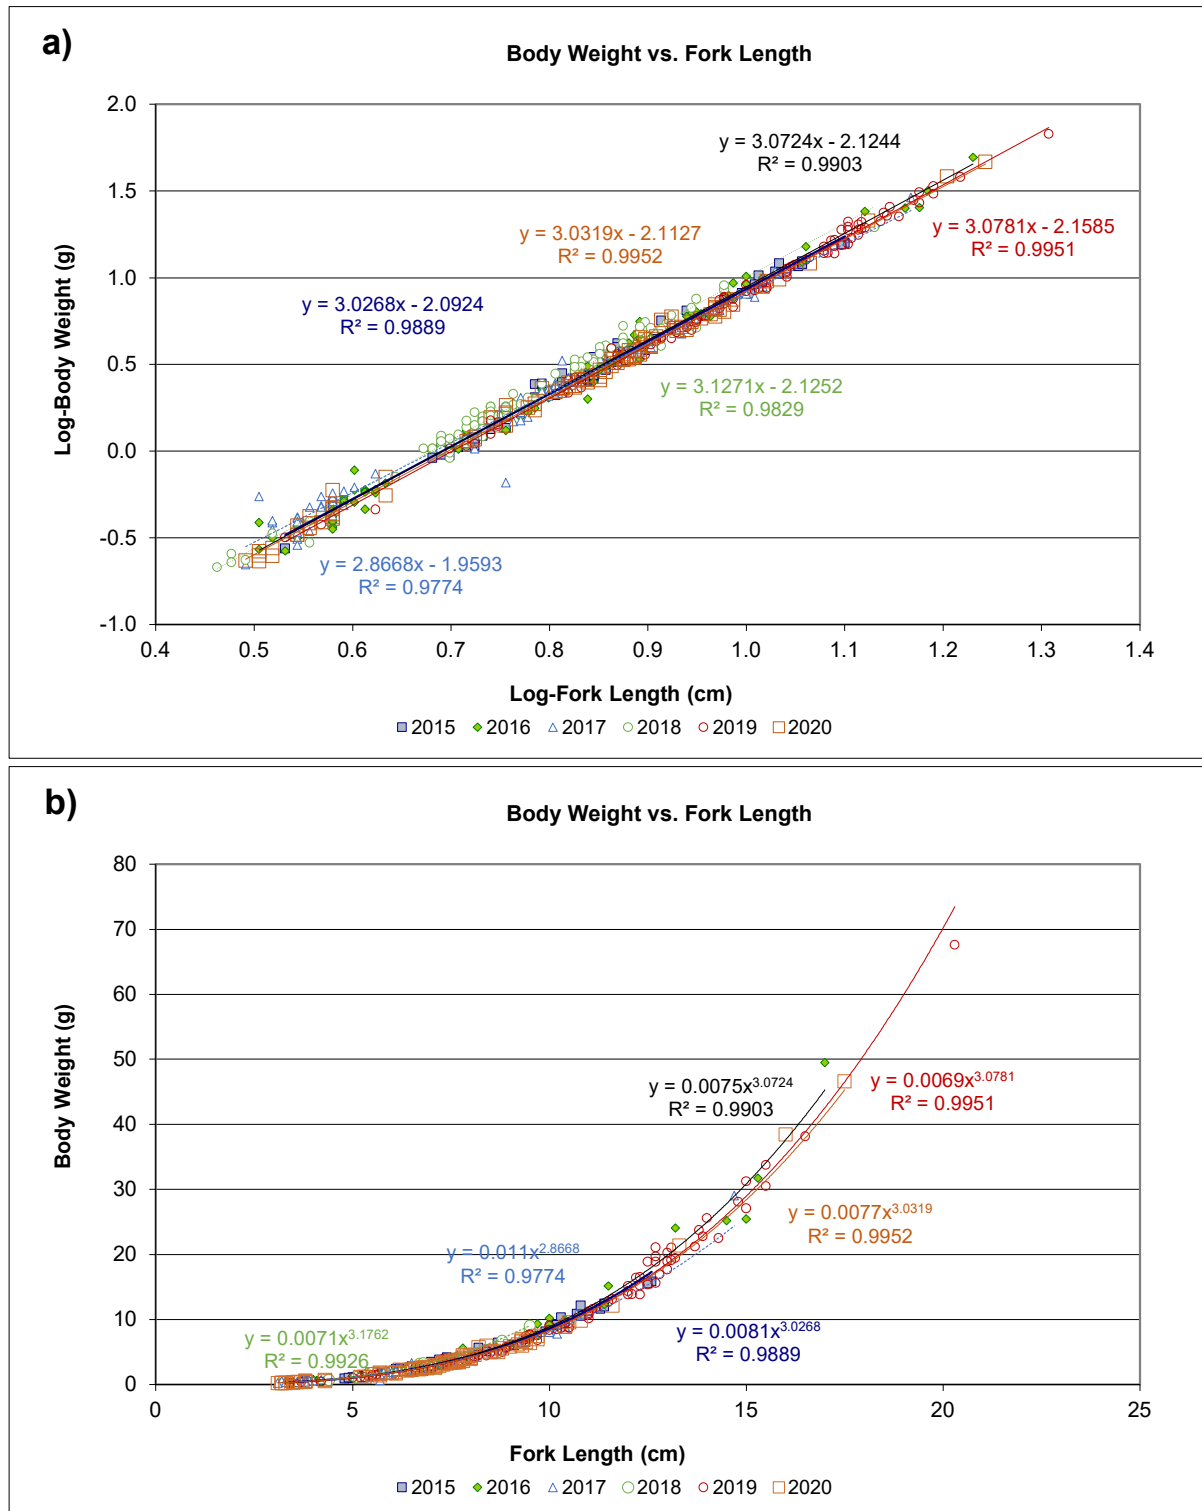 a)
Body Weight vs. Fork Length
2.0
1.5
1.0
0.5
0.0
-0.5
-1.0
Log-Body Weight (g)
y = 3.0724x - 2.1244
R² = 0.9903
y = 3.0319x - 2.1127
R² = 0.9952
y = 3.0781x - 2.1585
R² = 0.9951
y = 3.0268x - 2.0924
R² = 0.9889
y = 3.1271x - 2.1252
R² = 0.9829
y = 2.8668x - 1.9593
R² = 0.9774
0.4 0.5 0.6 0.7 0.8 0.9 1.0 1.1 1.2 1.3 1.4
Log-Fork Length (cm)
2015 2016 2017 2018 2019 2020
b)
Body Weight vs. Fork Length
80
70
60
50
40
30
20
10
0
Body Weight (g)
y = 0.0075x³·⁰⁷²⁴
R² = 0.9903
y = 0.0069x³·⁰⁷⁸¹
R² = 0.9951
y = 0.0077x³·⁰³¹⁹
R² = 0.9952
y = 0.011x²·⁸⁶⁶⁸
R² = 0.9774
y = 0.0071x³·¹⁷⁶²
R² = 0.9926
y = 0.0081x³·⁰²⁶⁸
R² = 0.9889
0 5 10 15 20 25
Fork Length (cm)
2015 2016 2017 2018 2019 2020